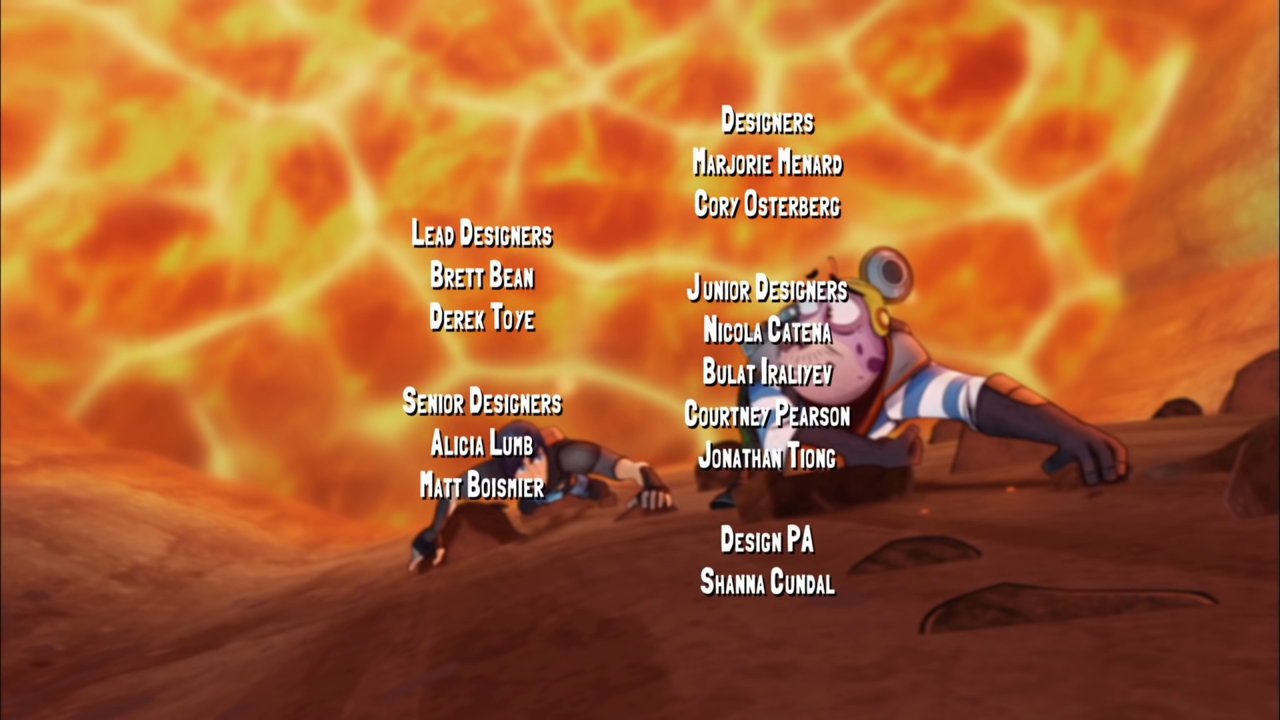 Lead Designers
Brett Bean
Derek Toye
Senior Designers
Alicia Lumb
Matt Boismier
Designers
Marjorie Menard
Cory Osterberg
Junior Designers
Nicola Catena
Bulat Iraliyev
Courtney Pearson
Jonathan Tiong
Design PA
Shanna Cundal